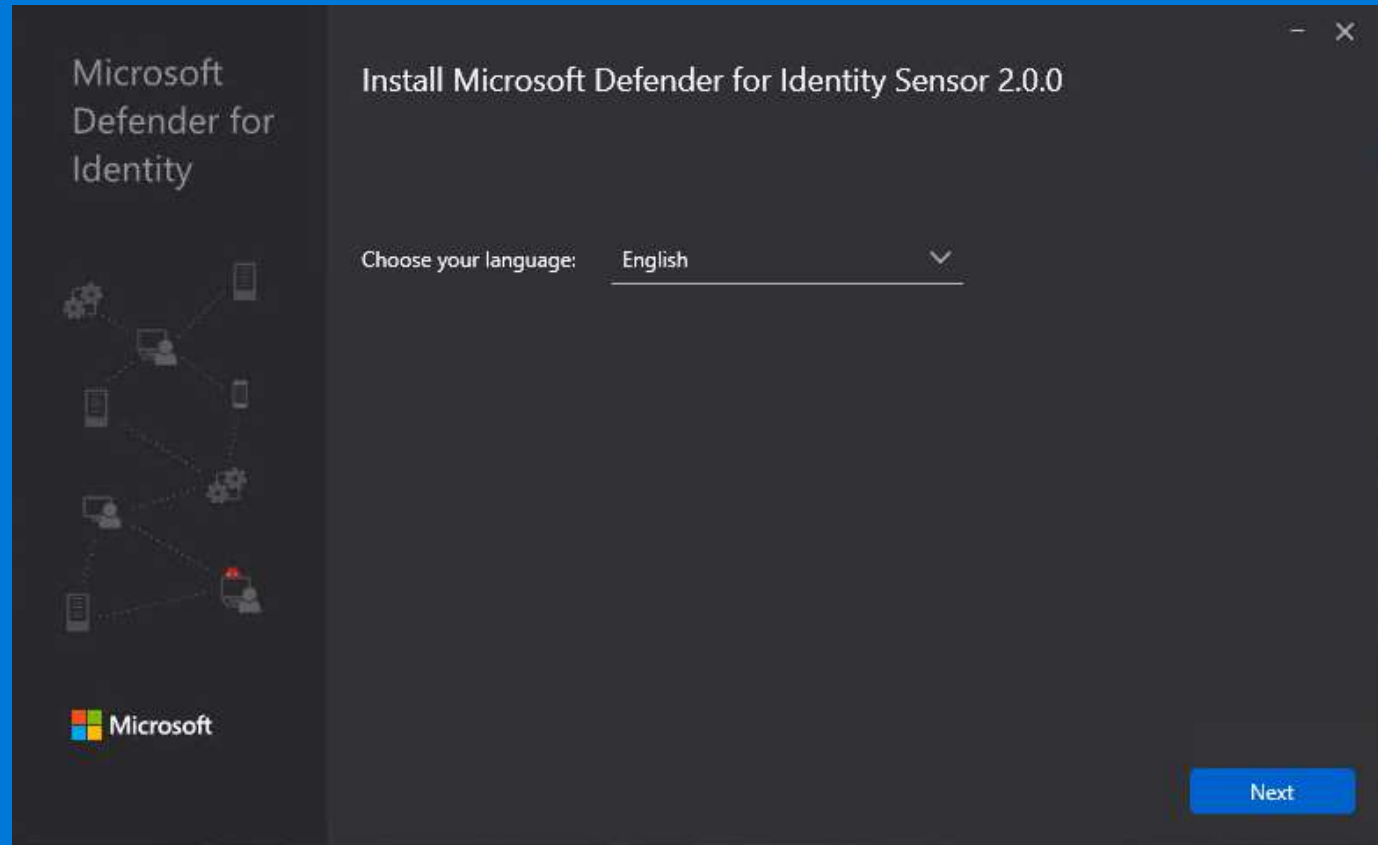 Microsoft
Defender for
Identity
Install Microsoft Defender for Identity Sensor 2.0.0
Choose your language: English
Microsoft
Next